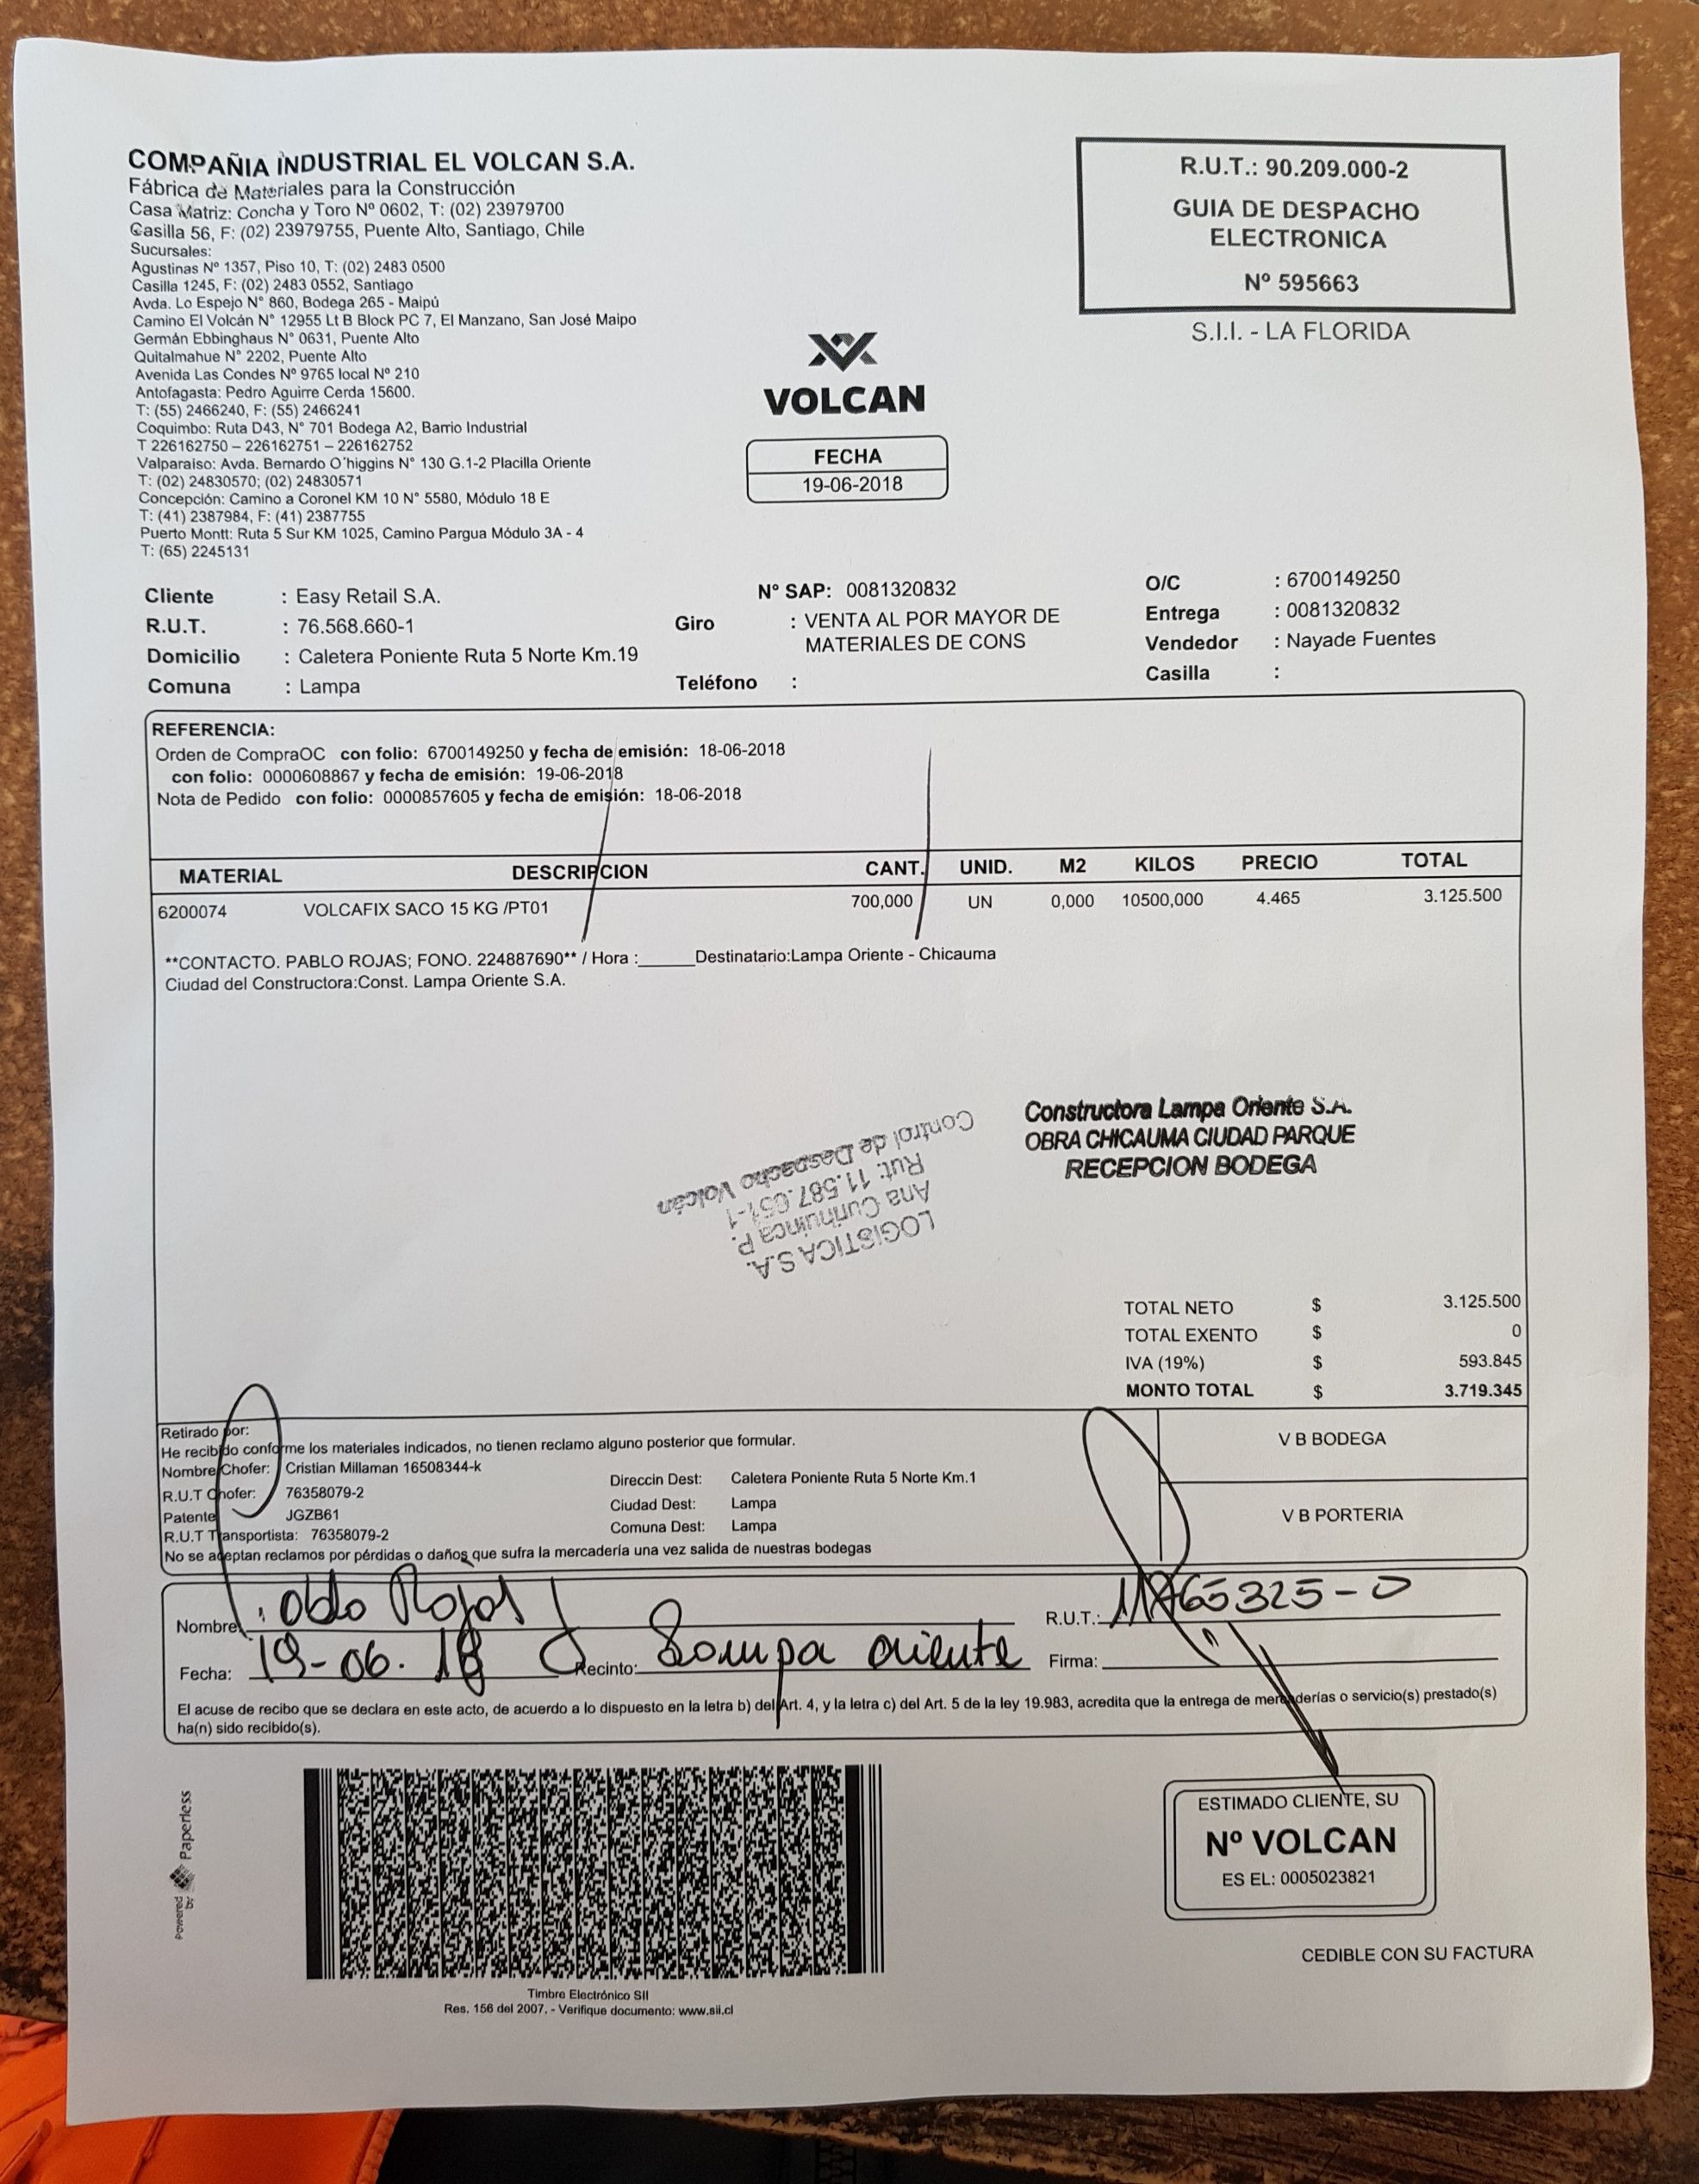 COMPAÑIA INDUSTRIAL EL VOLCAN S.A.
Fábrica de Materiales para la Construcción
Casa Matriz: Concha y Toro Nº 0602, T: (02) 23979700
Casilla 56, F: (02) 23979755, Puente Alto, Santiago, Chile
Sucursales:
Agustinas Nº 1357, Piso 10, T: (02) 2483 0500
Casilla 1245, F: (02) 2483 0552, Santiago
Avda. Lo Espejo N° 860, Bodega 265 - Maipú
Camino El Volcán N° 12955 Lt B Block PC 7, El Manzano, San José Maipo
Germán Ebbinghaus N° 0631, Puente Alto
Quitalmahue N° 2202, Puente Alto
Avenida Las Condes Nº 9765 local Nº 210
Antofagasta: Pedro Aguirre Cerda 15600.
T: (55) 2466240, F: (55) 2466241
Coquimbo: Ruta D43, N° 701 Bodega A2, Barrio Industrial
T 226162750 – 226162751 – 226162752
Valparaiso: Avda. Bernardo O'higgins N° 130 G.1-2 Placilla Oriente
T: (02) 24830570; (02) 24830571
Concepción: Camino a Coronel KM 10 N° 5580, Módulo 18 E
T: (41) 2387984, F: (41) 2387755
Puerto Montt: Ruta 5 Sur KM 1025, Camino Pargua Módulo 3A - 4
T: (65) 2245131
R.U.T.: 90.209.000-2
GUIA DE DESPACHO
ELECTRONICA
Nº 595663
S.I.I. - LA FLORIDA
VOLCAN
FECHA
19-06-2018
Cliente : Easy Retail S.A.
R.U.T. : 76.568.660-1
Domicilio : Caletera Poniente Ruta 5 Norte Km.19
Comuna : Lampa
Nº SAP: 0081320832
Giro : VENTA AL POR MAYOR DE
MATERIALES DE CONS
Teléfono :
O/C : 6700149250
Entrega : 0081320832
Vendedor : Nayade Fuentes
Casilla :
REFERENCIA:
Orden de CompraOC con folio: 6700149250 y fecha de emisión: 18-06-2018
con folio: 0000608867 y fecha de emisión: 19-06-2018
Nota de Pedido con folio: 0000857605 y fecha de emisión: 18-06-2018
MATERIAL DESCRIPCION CANT. UNID. M2 KILOS PRECIO TOTAL
6200074 VOLCAFIX SACO 15 KG /PT01 700,000 UN 0,000 10500,000 4.465 3.125.500
**CONTACTO. PABLO ROJAS; FONO. 224887690** / Hora :______Destinatario:Lampa Oriente - Chicauma
Ciudad del Constructora:Const. Lampa Oriente S.A.
Constructora Lampa Oriente S.A.
OBRA CHICAUMA CIUDAD PARQUE
RECEPCION BODEGA
LOGISTICA S.A.
Ana Curihuinca P.
Rut: 11.587.051-1
Control de Despacho Volcán
TOTAL NETO $ 3.125.500
TOTAL EXENTO $ 0
IVA (19%) $ 593.845
MONTO TOTAL $ 3.719.345
Retirado por:
He recibido conforme los materiales indicados, no tienen reclamo alguno posterior que formular.
Nombre Chofer: Cristian Millaman 16508344-k
R.U.T Chofer: 76358079-2
Patente JGZB61
R.U.T Transportista: 76358079-2
Direccin Dest: Caletera Poniente Ruta 5 Norte Km.1
Ciudad Dest: Lampa
Comuna Dest: Lampa
No se aceptan reclamos por pérdidas o daños que sufra la mercadería una vez salida de nuestras bodegas
V B BODEGA
V B PORTERIA
Nombre: Rojas
R.U.T.:
Fecha: 19-06.18 Recinto: Lampa oriente Firma:
El acuse de recibo que se declara en este acto, de acuerdo a lo dispuesto en la letra b) del Art. 4, y la letra c) del Art. 5 de la ley 19.983, acredita que la entrega de mercaderías o servicio(s) prestado(s)
ha(n) sido recibido(s).
Powered by Paperless
Timbre Electrónico SII
Res. 156 del 2007. - Verifique documento: www.sii.cl
ESTIMADO CLIENTE, SU
Nº VOLCAN
ES EL: 0005023821
CEDIBLE CON SU FACTURA